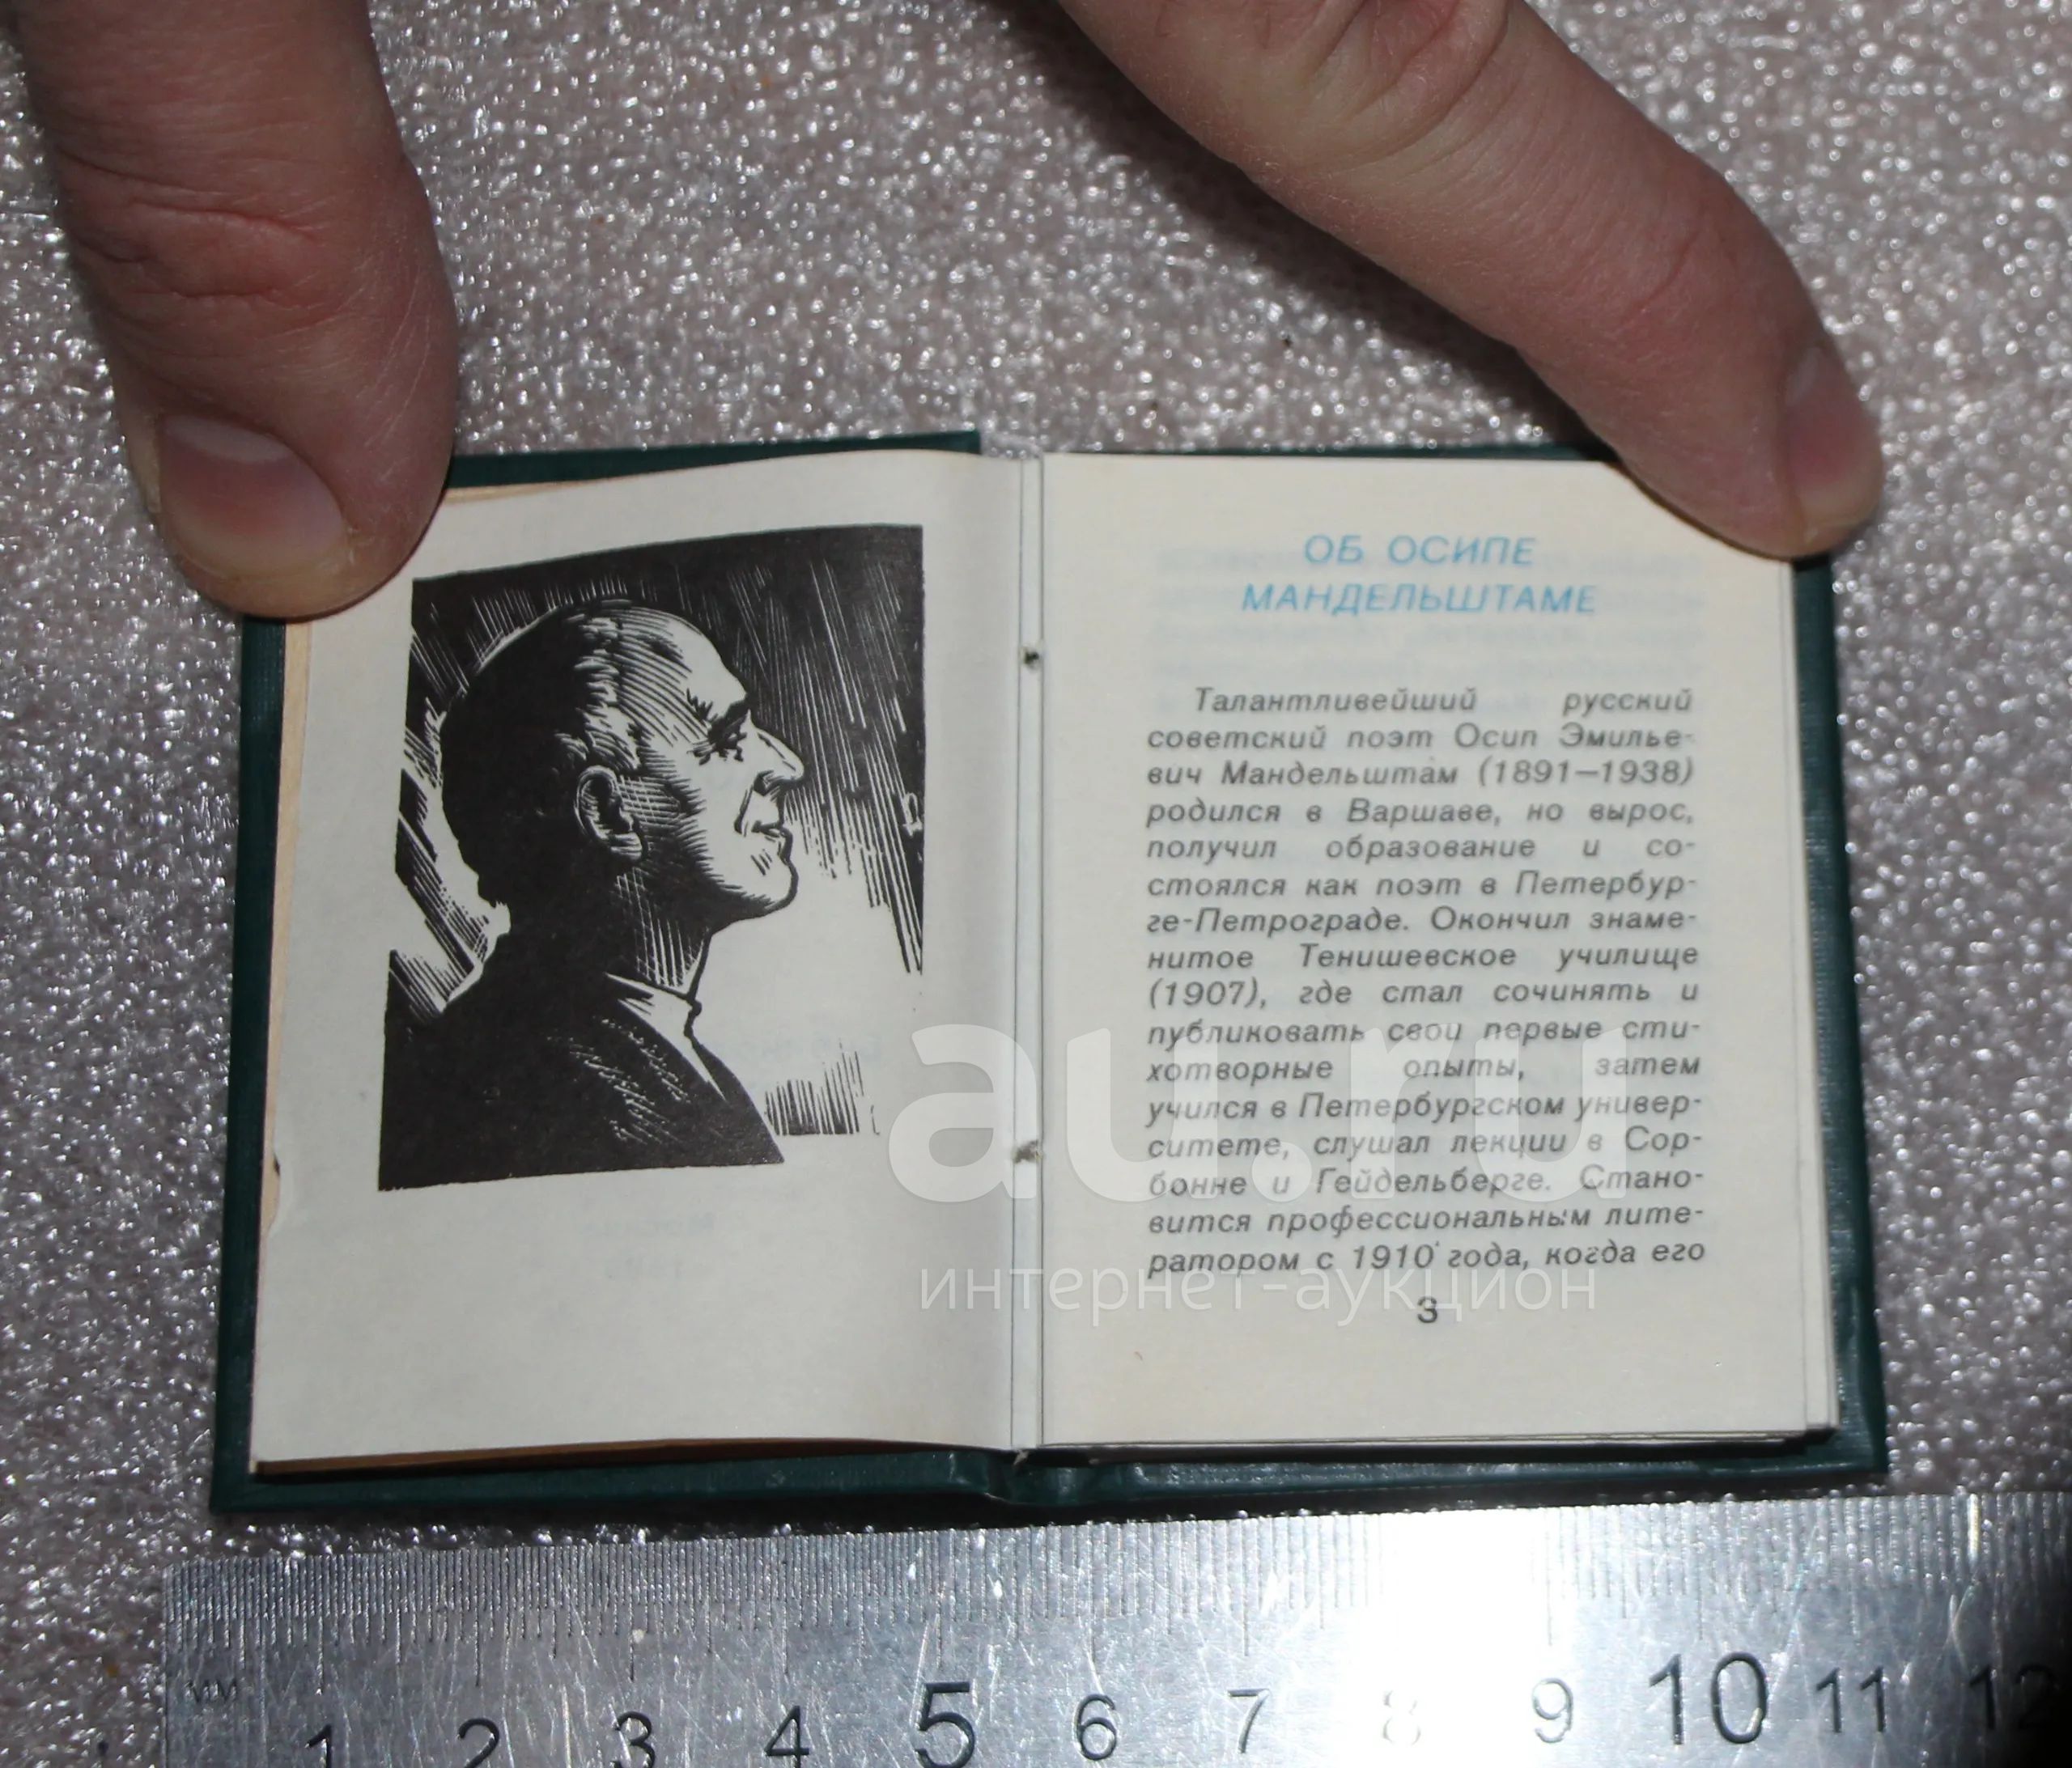 ОБ ОСИПЕ
МАНДЕЛЬШТАМЕ
Талантливейший русский
советский поэт Осип Эмилье-
вич Мандельштам (1891—1938)
родился в Варшаве, но вырос,
получил образование и со-
стоялся как поэт в Петербур-
ге-Петрограде. Окончил знаме-
нитое Тенишевское училище
(1907), где стал сочинять и
публиковать свои первые сти-
хотворные опыты, затем
учился в Петербургском универ-
ситете, слушал лекции в Сор-
бонне и Гейдельберге. Стано-
вится профессиональным лите-
ратором с 1910 года, когда его
3
au.ru
интернет-аукцион
мм
1 2 3 4 5 6 7 8 9 10 11 12